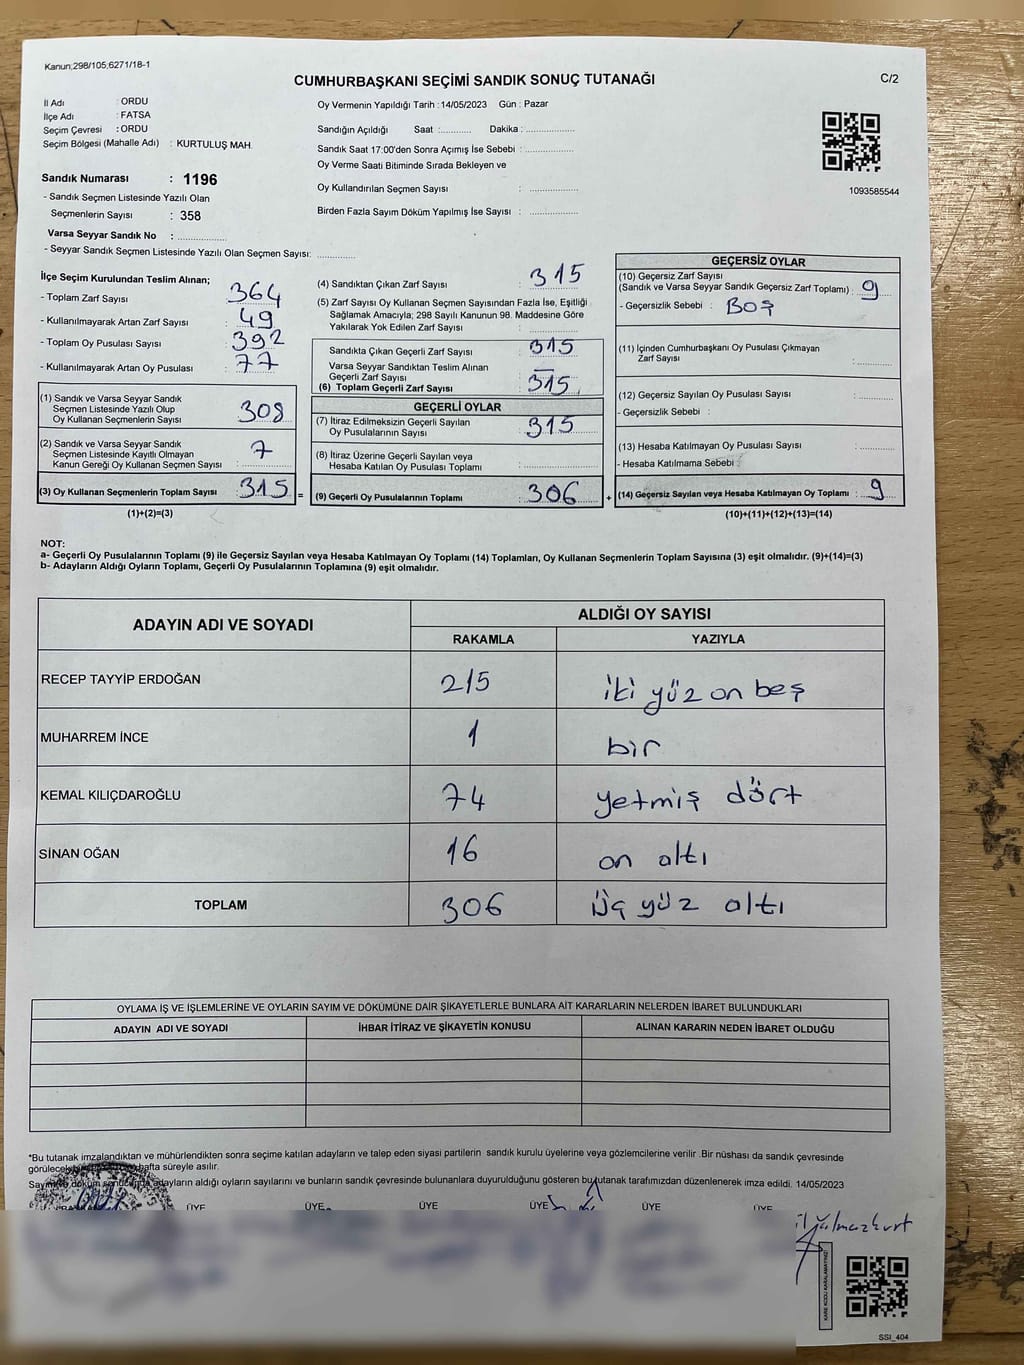 Kanun;298/105;6271/18-1
CUMHURBAŞKANI SEÇİMİ SANDIK SONUÇ TUTANAĞI
C/2
İl Adı : ORDU
İlçe Adı : FATSA
Seçim Çevresi : ORDU
Seçim Bölgesi (Mahalle Adı) : KURTULUŞ MAH.
Sandık Numarası : 1196
- Sandık Seçmen Listesinde Yazılı Olan
Seçmenlerin Sayısı : 358
Varsa Seyyar Sandık No : ..............
- Seyyar Sandık Seçmen Listesinde Yazılı Olan Seçmen Sayısı: ............
Oy Vermenin Yapıldığı Tarih : 14/05/2023 Gün : Pazar
Sandığın Açıldığı Saat :.......... Dakika : ...............
Sandık Saat 17:00'den Sonra Açımış İse Sebebi : ...............
Oy Verme Saati Bitiminde Sırada Bekleyen ve
Oy Kullandırılan Seçmen Sayısı : ...............
Birden Fazla Sayım Döküm Yapılmış İse Sayısı : ...............
1093585544
İlçe Seçim Kurulundan Teslim Alınan;
- Toplam Zarf Sayısı : 364
- Kullanılmayarak Artan Zarf Sayısı : 49
- Toplam Oy Pusulası Sayısı : 392
- Kullanılmayarak Artan Oy Pusulası : 77
(1) Sandık ve Varsa Seyyar Sandık
Seçmen Listesinde Yazılı Olup
Oy Kullanan Seçmenlerin Sayısı : 308
(2) Sandık ve Varsa Seyyar Sandık
Seçmen Listesinde Kayıtlı Olmayan
Kanun Gereği Oy Kullanan Seçmen Sayısı : 7
(3) Oy Kullanan Seçmenlerin Toplam Sayısı : 315 =
(1)+(2)=(3)
(4) Sandıktan Çıkan Zarf Sayısı : 315
(5) Zarf Sayısı Oy Kullanan Seçmen Sayısından Fazla İse, Eşitliği
Sağlamak Amacıyla; 298 Sayılı Kanunun 98. Maddesine Göre
Yakılarak Yok Edilen Zarf Sayısı : ...............
Sandıkta Çıkan Geçerli Zarf Sayısı : 315
Varsa Seyyar Sandıktan Teslim Alınan
Geçerli Zarf Sayısı : –
(6) Toplam Geçerli Zarf Sayısı : 315
GEÇERLİ OYLAR
(7) İtiraz Edilmeksizin Geçerli Sayılan
Oy Pusulalarının Sayısı : 315
(8) İtiraz Üzerine Geçerli Sayılan veya
Hesaba Katılan Oy Pusulası Toplamı : ...............
(9) Geçerli Oy Pusulalarının Toplamı : 306 +
GEÇERSİZ OYLAR
(10) Geçersiz Zarf Sayısı
(Sandık ve Varsa Seyyar Sandık Geçersiz Zarf Toplamı) : 9
- Geçersizlik Sebebi : BOŞ
(11) İçinden Cumhurbaşkanı Oy Pusulası Çıkmayan
Zarf Sayısı : ............
(12) Geçersiz Sayılan Oy Pusulası Sayısı : ............
- Geçersizlik Sebebi :
(13) Hesaba Katılmayan Oy Pusulası Sayısı : ............
- Hesaba Katılmama Sebebi :
(14) Geçersiz Sayılan veya Hesaba Katılmayan Oy Toplamı : 9
(10)+(11)+(12)+(13)=(14)
NOT:
a- Geçerli Oy Pusulalarının Toplamı (9) ile Geçersiz Sayılan veya Hesaba Katılmayan Oy Toplamı (14) Toplamları, Oy Kullanan Seçmenlerin Toplam Sayısına (3) eşit olmalıdır. (9)+(14)=(3)
b- Adayların Aldığı Oyların Toplamı, Geçerli Oy Pusulalarının Toplamına (9) eşit olmalıdır.
ADAYIN ADI VE SOYADI ALDIĞI OY SAYISI
RAKAMLA YAZIYLA
RECEP TAYYİP ERDOĞAN 215 iki yüz on beş
MUHARREM İNCE 1 bir
KEMAL KILIÇDAROĞLU 74 yetmiş dört
SİNAN OĞAN 16 on altı
TOPLAM 306 üç yüz altı
OYLAMA İŞ VE İŞLEMLERİNE VE OYLARIN SAYIM VE DÖKÜMÜNE DAİR ŞİKAYETLERLE BUNLARA AİT KARARLARIN NELERDEN İBARET BULUNDUKLARI
ADAYIN ADI VE SOYADI İHBAR İTİRAZ VE ŞİKAYETİN KONUSU ALINAN KARARIN NEDEN İBARET OLDUĞU
*Bu tutanak imzalandıktan ve mühürlendikten sonra seçime katılan adayların ve talep eden siyasi partilerin sandık kurulu üyelerine veya gözlemcilerine verilir .Bir nüshası da sandık çevresinde
görülecek hafta süreyle asılır.
Sayım ve döküm adayların aldığı oyların sayılarını ve bunların sandık çevresinde bulunanlara duyurulduğunu gösteren bu tutanak tarafımızdan düzenlenerek imza edildi. 14/05/2023
ÜYE ÜYE ÜYE ÜYE ÜYE ÜYE
KARE KODU KARALAMAYINIZ
SSI_404